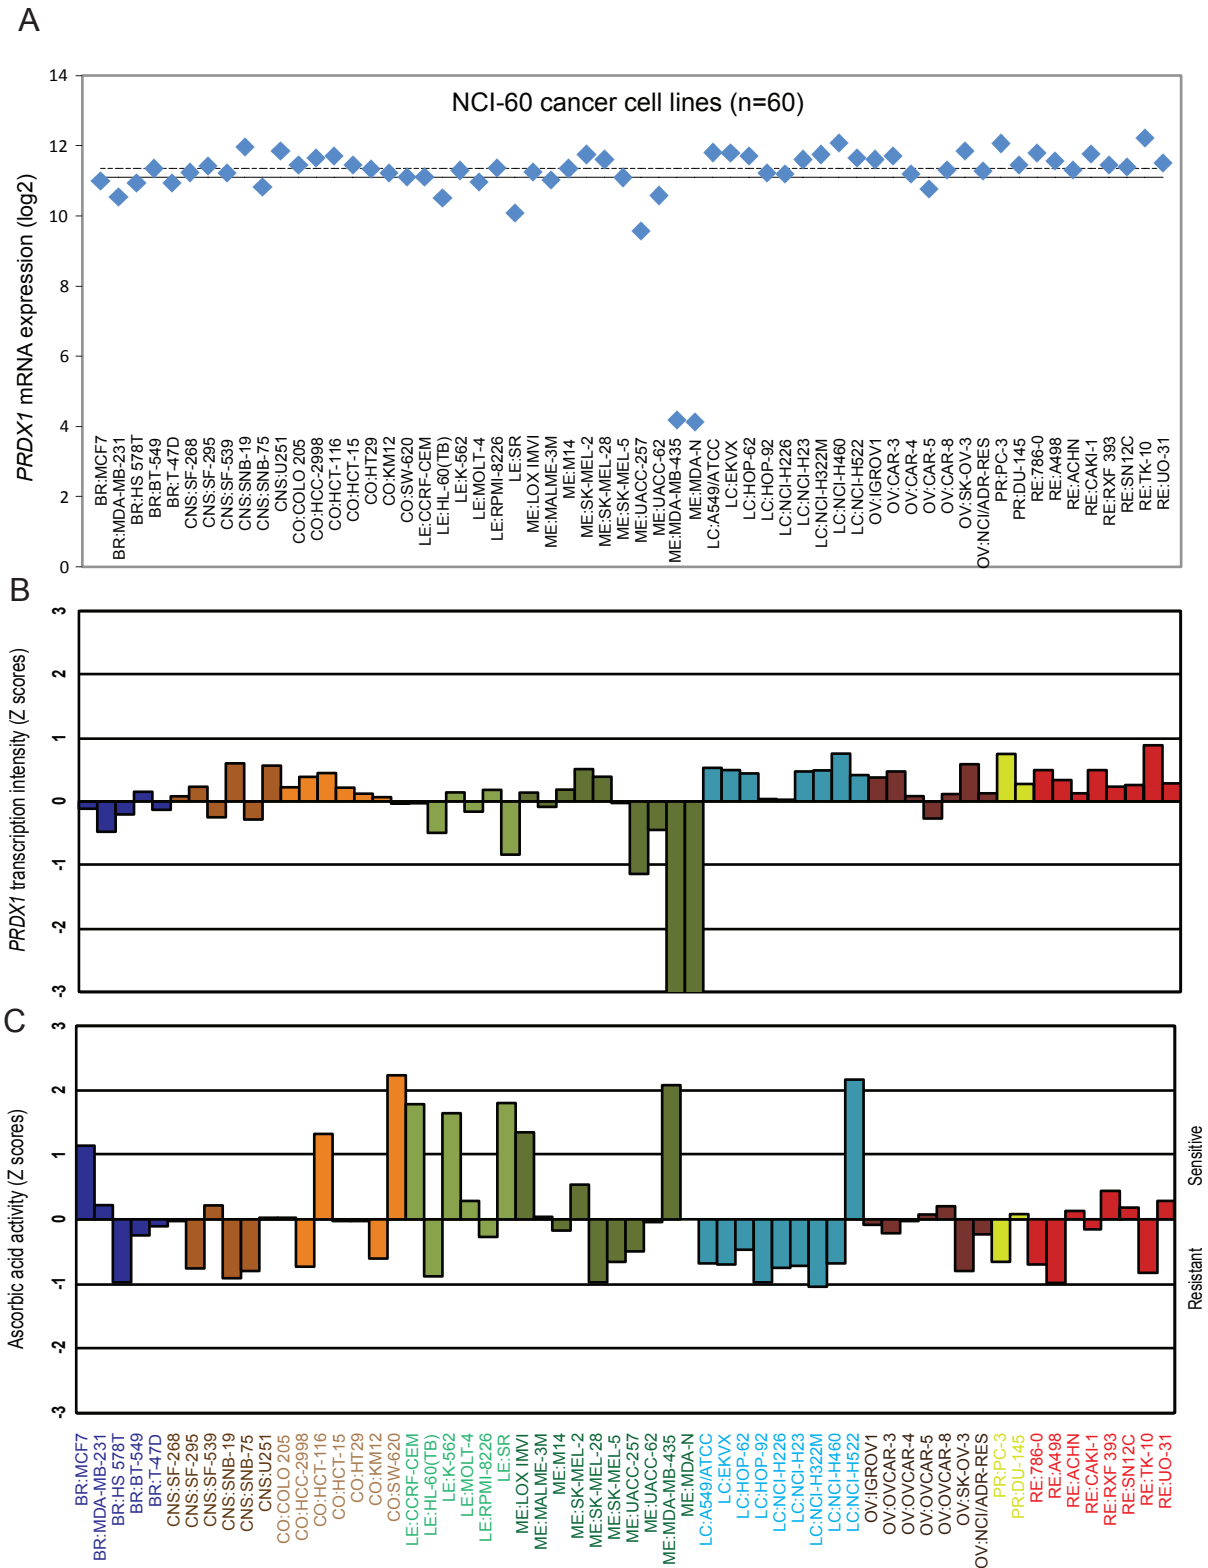 A
NCI-60 cancer cell lines (n=60)
PRDX1 mRNA expression (log2)
14
12
10
8
6
4
2
0
BR:MCF7
BR:MDA-MB-231
BR:HS 578T
BR:BT-549
BR:T-47D
CNS:SF-268
CNS:SF-295
CNS:SF-539
CNS:SNB-19
CNS:SNB-75
CNS:U251
CO:COLO 205
CO:HCC-2998
CO:HCT-116
CO:HCT-15
CO:HT29
CO:KM12
CO:SW-620
LE:CCRF-CEM
LE:HL-60(TB)
LE:K-562
LE:MOLT-4
LE:RPMI-8226
LE:SR
ME:LOX IMVI
ME:MALME-3M
ME:M14
ME:SK-MEL-2
ME:SK-MEL-28
ME:SK-MEL-5
ME:UACC-257
ME:UACC-62
ME:MDA-MB-435
ME:MDA-N
LC:A549/ATCC
LC:EKVX
LC:HOP-62
LC:HOP-92
LC:NCI-H226
LC:NCI-H23
LC:NCI-H322M
LC:NCI-H460
LC:NCI-H522
OV:IGROV1
OV:CAR-3
OV:CAR-4
OV:CAR-5
OV:CAR-8
OV:SK-OV-3
OV:NCI/ADR-RES
PR:PC-3
PR:DU-145
RE:786-0
RE:A498
RE:ACHN
RE:CAKI-1
RE:RXF 393
RE:SN12C
RE:TK-10
RE:UO-31
B
PRDX1 transcription intensity (Z scores)
3
2
1
0
-1
-2
-3
C
Ascorbic acid activity (Z scores)
3
2
1
0
-1
-2
-3
Sensitive
Resistant
BR:MCF7
BR:MDA-MB-231
BR:HS 578T
BR:BT-549
BR:T-47D
CNS:SF-268
CNS:SF-295
CNS:SF-539
CNS:SNB-19
CNS:SNB-75
CNS:U251
CO:COLO 205
CO:HCC-2998
CO:HCT-116
CO:HCT-15
CO:HT29
CO:KM12
CO:SW-620
LE:CCRF-CEM
LE:HL-60(TB)
LE:K-562
LE:MOLT-4
LE:RPMI-8226
LE:SR
ME:LOX IMVI
ME:MALME-3M
ME:M14
ME:SK-MEL-2
ME:SK-MEL-28
ME:SK-MEL-5
ME:UACC-257
ME:UACC-62
ME:MDA-MB-435
ME:MDA-N
LC:A549/ATCC
LC:EKVX
LC:HOP-62
LC:HOP-92
LC:NCI-H226
LC:NCI-H23
LC:NCI-H322M
LC:NCI-H460
LC:NCI-H522
OV:IGROV1
OV:OVCAR-3
OV:OVCAR-4
OV:OVCAR-5
OV:OVCAR-8
OV:SK-OV-3
OV:NCI/ADR-RES
PR:PC-3
PR:DU-145
RE:786-0
RE:A498
RE:ACHN
RE:CAKI-1
RE:RXF 393
RE:SN12C
RE:TK-10
RE:UO-31